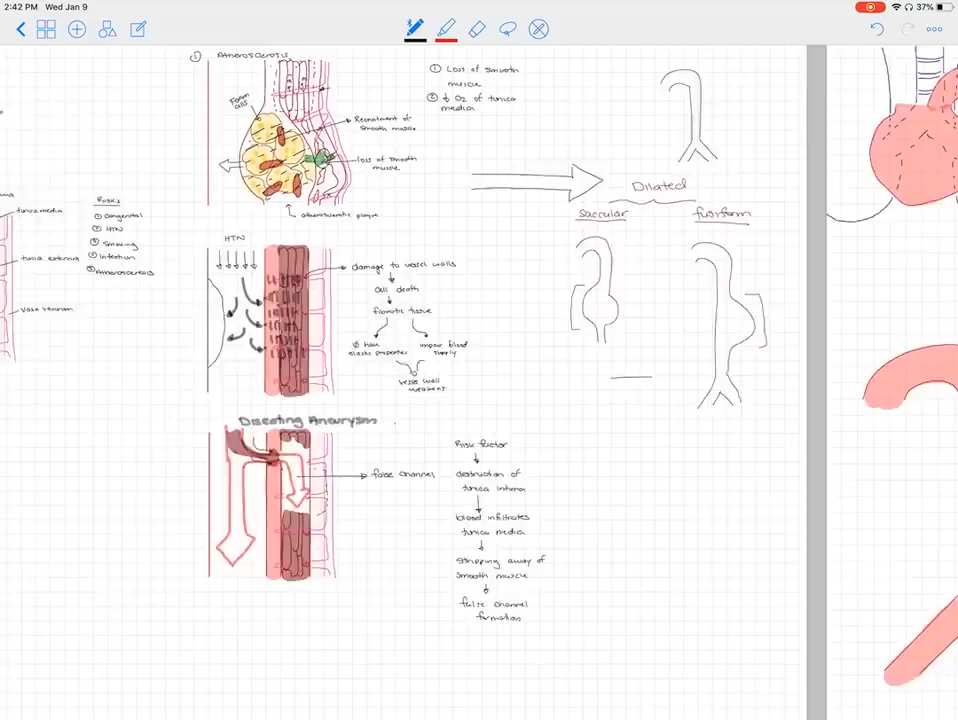 2:42 PM Wed Jan 9
37%
① Atherosclerosis
Foam
cells
Recruitment of
smooth muscle
loss of smooth
muscle
atherosclerotic plaque
① Loss of smooth
muscle
② ↓ O2 of tunica
media
Dilated
saccular
fusiform
tunica media
tunica externa
vasa vasorum
Risks
① Congenital
② HTN
③ Smoking
④ Infection
⑤ Atherosclerosis
HTN
damage to vessel walls
cell death
fibrotic tissue
elastic properties
impair blood
supply
vessel wall
weakens
Disecting Aneurysm
false channel
Risk factor
destruction of
tunica intima
blood infiltrates
tunica media
stripping away of
smooth muscle
false channel
formation